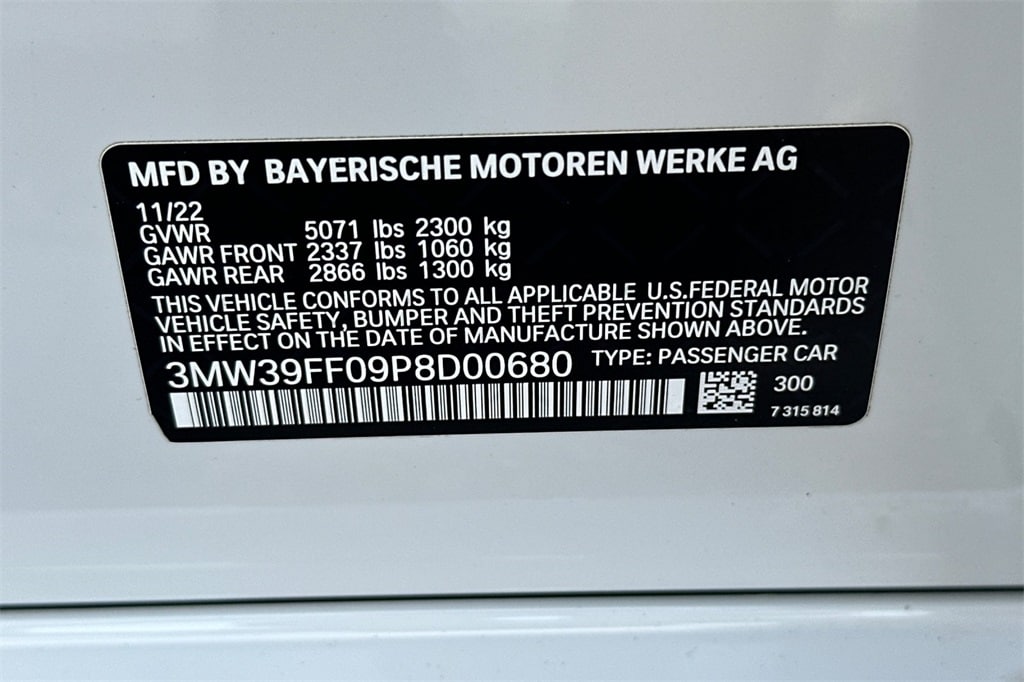 MFD BY BAYERISCHE MOTOREN WERKE AG
11/22
GVWR 5071 lbs 2300 kg
GAWR FRONT 2337 lbs 1060 kg
GAWR REAR 2866 lbs 1300 kg
THIS VEHICLE CONFORMS TO ALL APPLICABLE U.S.FEDERAL MOTOR
VEHICLE SAFETY, BUMPER AND THEFT PREVENTION STANDARDS
IN EFFECT ON THE DATE OF MANUFACTURE SHOWN ABOVE.
3MW39FF09P8D00680 TYPE: PASSENGER CAR
300
7 315 814